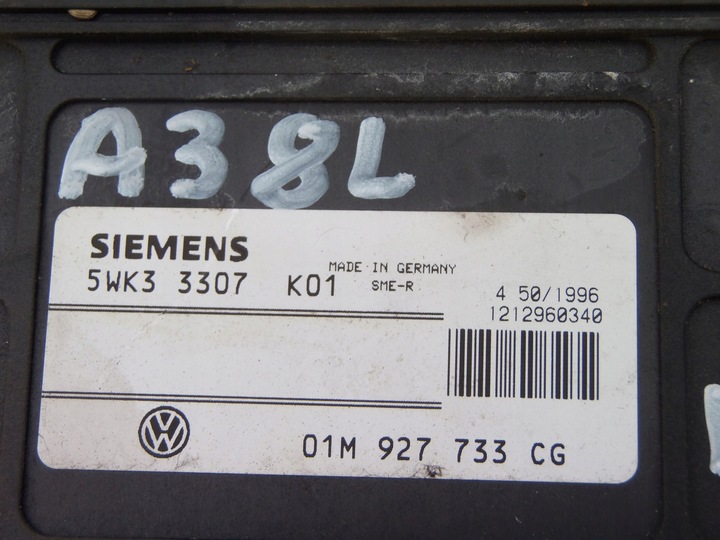 A38L
SIEMENS
5WK3 3307 K01
MADE IN GERMANY
SME-R
4 50/1996
1212960340
01M 927 733 CG